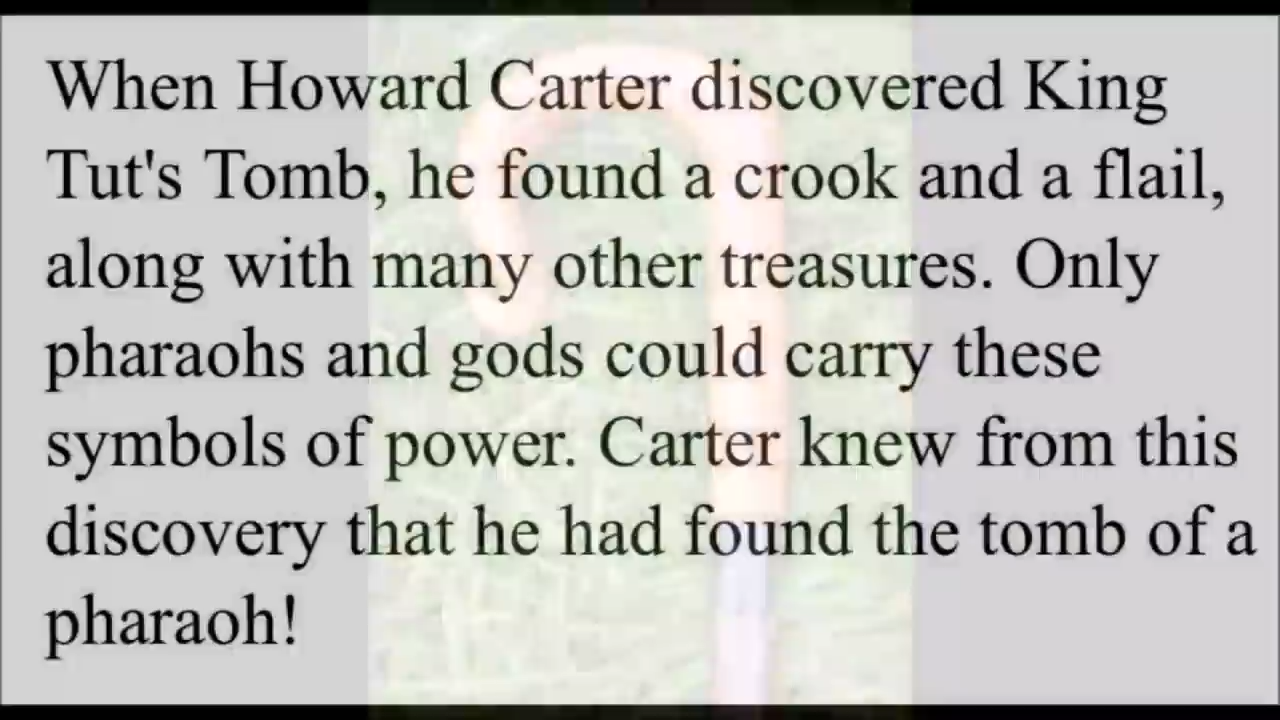 When Howard Carter discovered King
Tut's Tomb, he found a crook and a flail,
along with many other treasures. Only
pharaohs and gods could carry these
symbols of power. Carter knew from this
discovery that he had found the tomb of a
pharaoh!